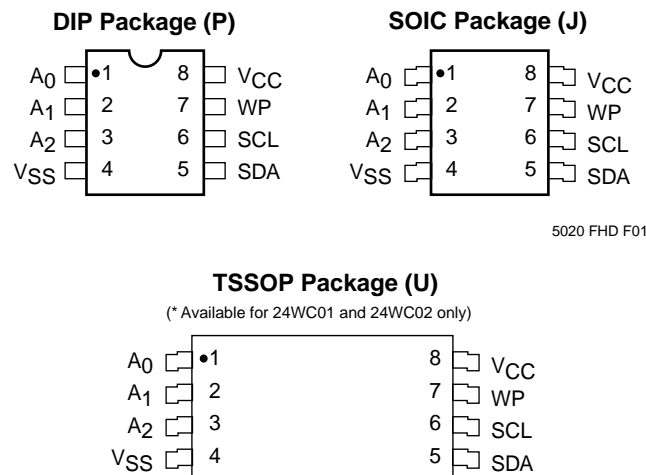 DIP Package (P) SOIC Package (J)
A0 1 8 VCC A0 1 8 VCC
A1 2 7 WP A1 2 7 WP
A2 3 6 SCL A2 3 6 SCL
VSS 4 5 SDA VSS 4 5 SDA
5020 FHD F01
TSSOP Package (U)
(* Available for 24WC01 and 24WC02 only)
A0 1 8 VCC
A1 2 7 WP
A2 3 6 SCL
VSS 4 5 SDA